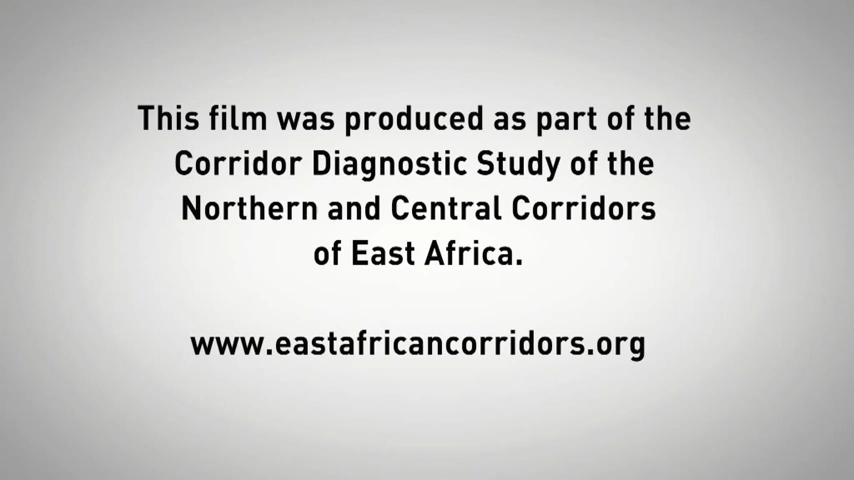 This film was produced as part of the
Corridor Diagnostic Study of the
Northern and Central Corridors
of East Africa.
www.eastafricancorridors.org